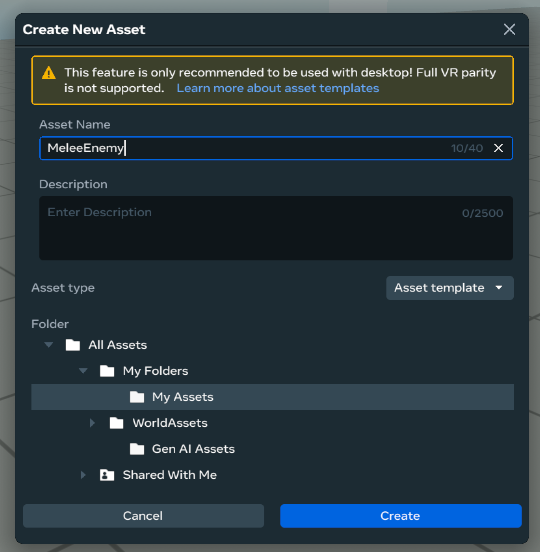 Create New Asset
This feature is only recommended to be used with desktop! Full VR parity
is not supported. Learn more about asset templates
Asset Name
MeleeEnemy 10/40
Description
Enter Description 0/2500
Asset type Asset template
Folder
All Assets
My Folders
My Assets
WorldAssets
Gen AI Assets
Shared With Me
Cancel Create